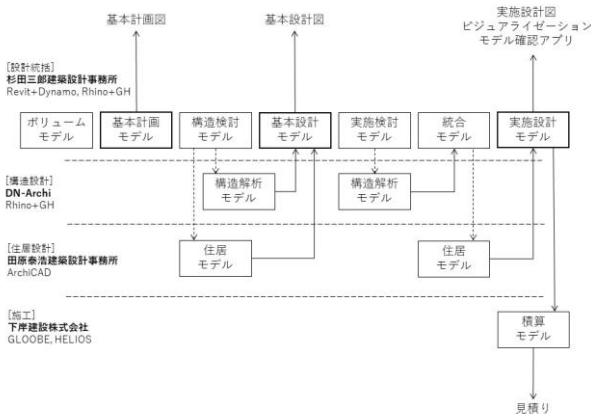 基本計画図
基本設計図
実施設計図
ビジュアライゼーション
モデル確認アプリ
[設計統括]
杉田三郎建築設計事務所
Revit+Dynamo, Rhino+GH
ボリューム
モデル
基本計画
モデル
構造検討
モデル
基本設計
モデル
実施検討
モデル
統合
モデル
実施設計
モデル
[構造設計]
DN-Archi
Rhino+GH
構造解析
モデル
構造解析
モデル
[住居設計]
田原泰浩建築設計事務所
ArchiCAD
住居
モデル
住居
モデル
[施工]
下岸建設株式会社
GLOOBE, HELIOS
積算
モデル
見積り